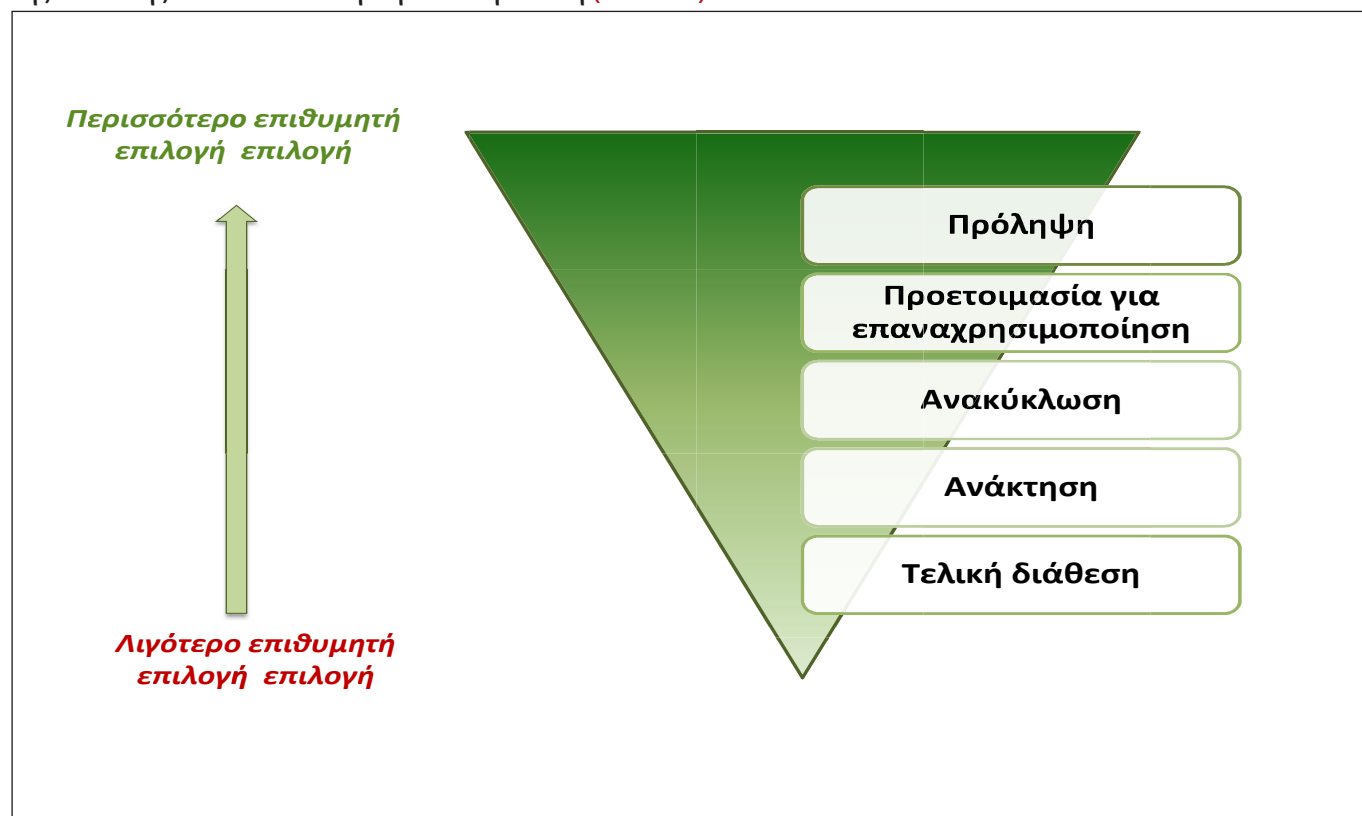 Περισσότερο επιθυμητή
επιλογή επιλογή
Πρόληψη
Προετοιμασία για
επαναχρησιμοποίηση
Ανακύκλωση
Ανάκτηση
Τελική διάθεση
Λιγότερο επιθυμητή
επιλογή επιλογή